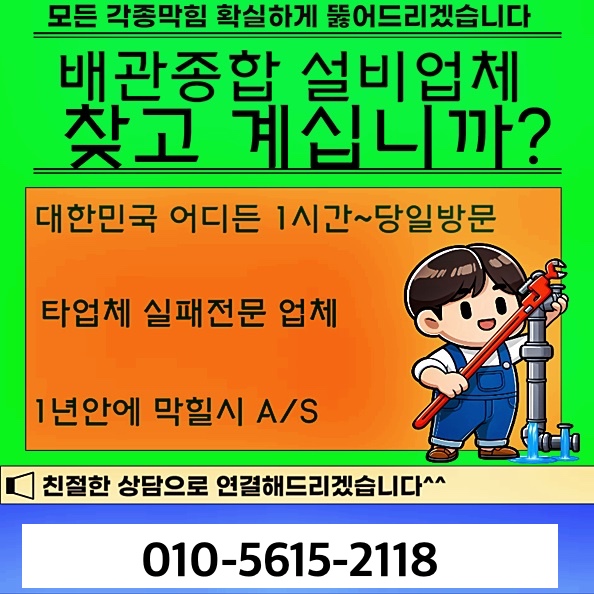 모든 각종막힘 확실하게 뚫어드리겠습니다
배관종합 설비업체
찾고 계십니까?
대한민국 어디든 1시간~당일방문
타업체 실패전문 업체
1년안에 막힐시 A/S
친절한 상담으로 연결해드리겠습니다^^
010-5615-2118